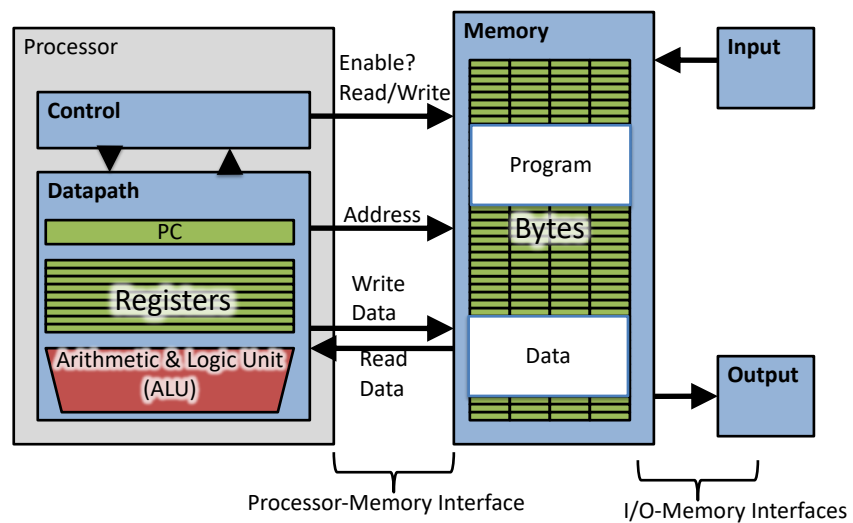 Processor
Control
Datapath
PC
Registers
Arithmetic & Logic Unit
(ALU)
Enable?
Read/Write
Address
Write
Data
Read
Data
Processor-Memory Interface
Memory
Program
Bytes
Data
Input
Output
I/O-Memory Interfaces